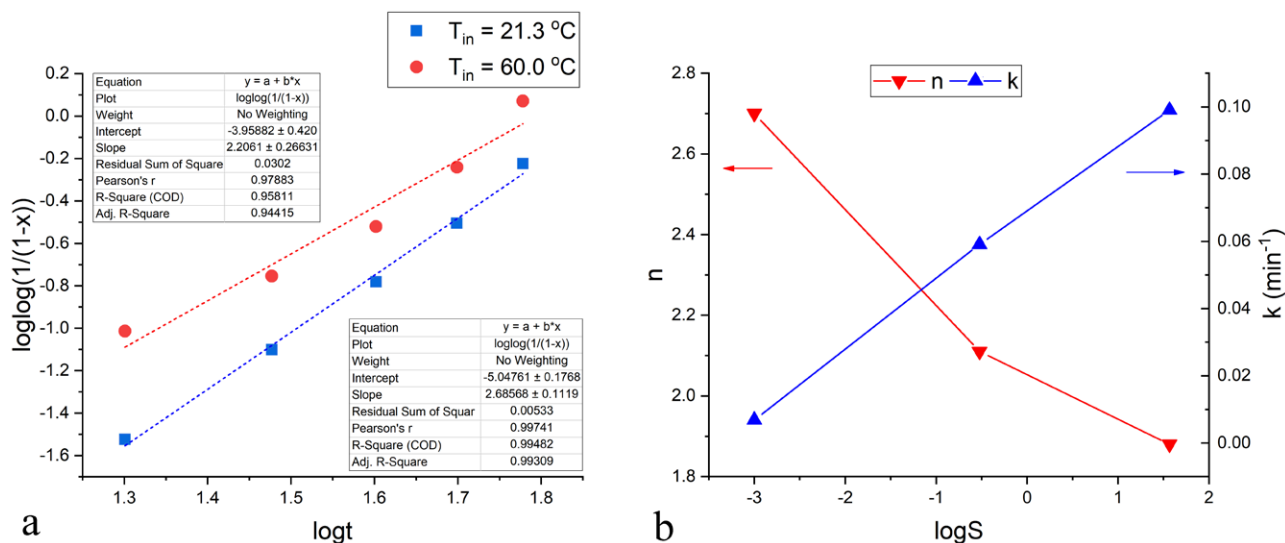 T_in = 21.3 °C
T_in = 60.0 °C
Equation y = a + b*x
Plot loglog(1/(1-x))
Weight No Weighting
Intercept -3.95882 ± 0.420
Slope 2.2061 ± 0.26631
Residual Sum of Square 0.0302
Pearson's r 0.97883
R-Square (COD) 0.95811
Adj. R-Square 0.94415
Equation y = a + b*x
Plot loglog(1/(1-x))
Weight No Weighting
Intercept -5.04761 ± 0.1768
Slope 2.68568 ± 0.1119
Residual Sum of Squar 0.00533
Pearson's r 0.99741
R-Square (COD) 0.99482
Adj. R-Square 0.99309
0.2
0.0
-0.2
-0.4
-0.6
-0.8
-1.0
-1.2
-1.4
-1.6
loglog(1/(1-x))
1.3 1.4 1.5 1.6 1.7 1.8
logt
a
n k
2.8
2.6
2.4
2.2
2.0
1.8
n
0.10
0.08
0.06
0.04
0.02
0.00
k (min⁻¹)
-3 -2 -1 0 1 2
logS
b